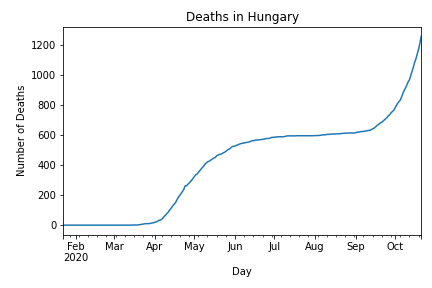 Deaths in Hungary
Number of Deaths
1200
1000
800
600
400
200
0
Feb Mar Apr May Jun Jul Aug Sep Oct
2020
Day